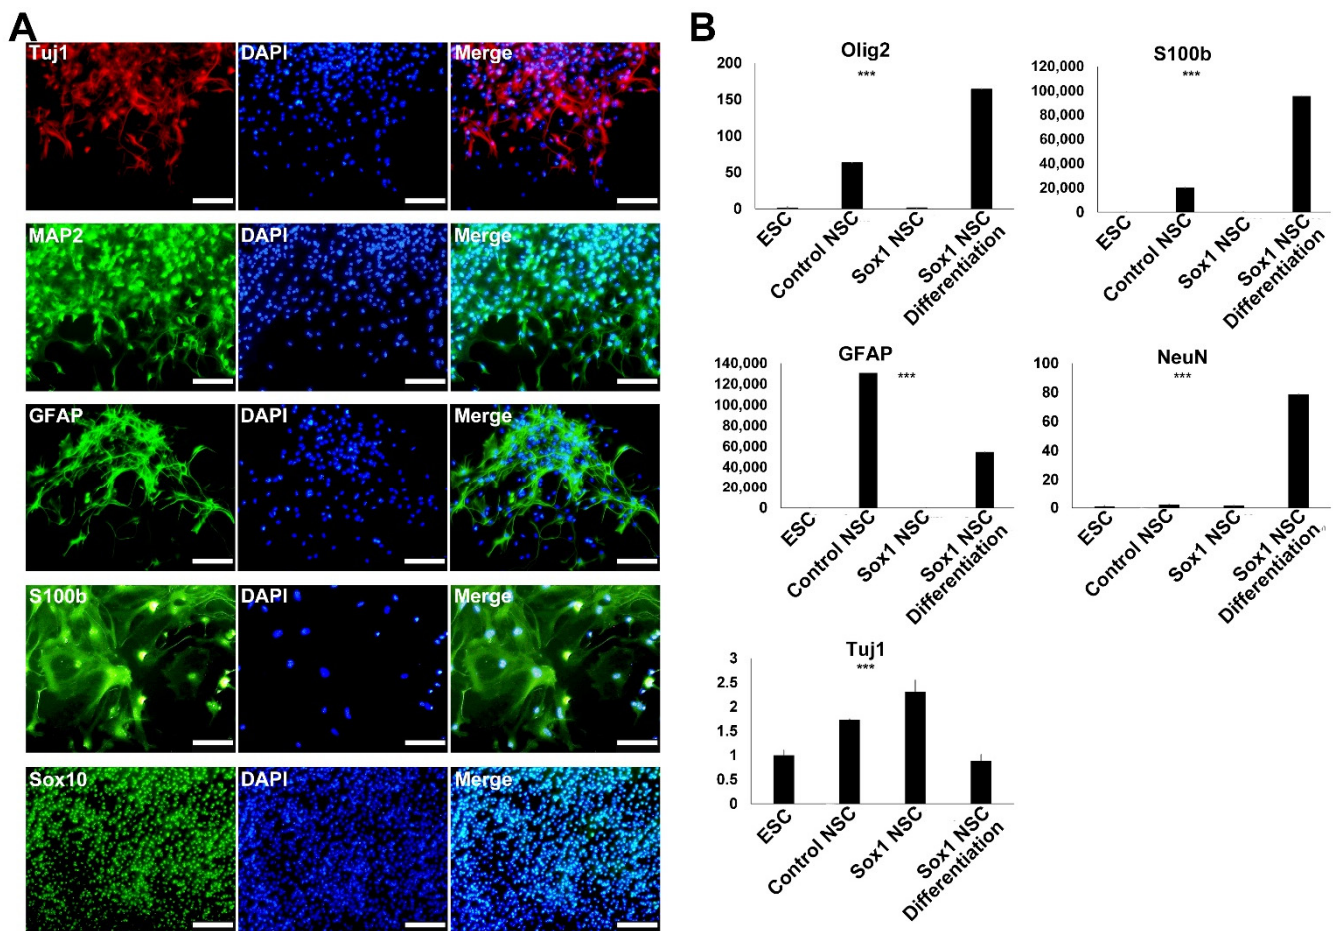 A
Tuj1 DAPI Merge
MAP2 DAPI Merge
GFAP DAPI Merge
S100b DAPI Merge
Sox10 DAPI Merge
B
Olig2
***
200
150
100
50
0
ESC
Control NSC
Sox1 NSC
Sox1 NSC
Differentiation
S100b
***
120,000
100,000
80,000
60,000
40,000
20,000
0
ESC
Control NSC
Sox1 NSC
Sox1 NSC
Differentiation
GFAP
***
140,000
120,000
100,000
80,000
60,000
40,000
20,000
0
ESC
Control NSC
Sox1 NSC
Sox1 NSC
Differentiation
NeuN
***
100
80
60
40
20
0
ESC
Control NSC
Sox1 NSC
Sox1 NSC
Differentiation
Tuj1
***
3
2.5
2
1.5
1
0.5
0
ESC
Control NSC
Sox1 NSC
Sox1 NSC
Differentiation